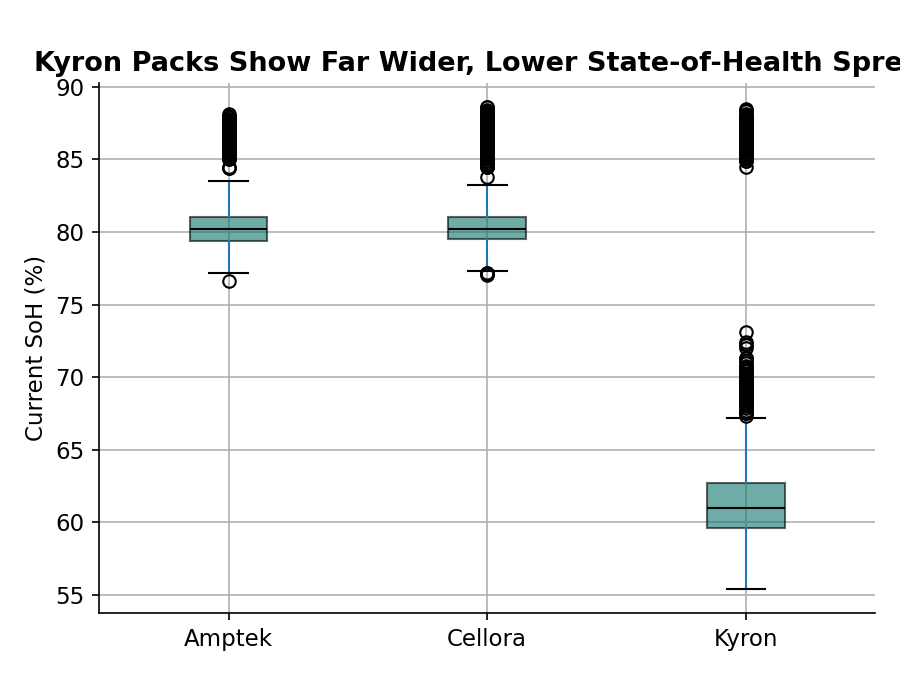 Kyron Packs Show Far Wider, Lower State-of-Health Spre
90
85
80
75
70
65
60
55
Current SoH (%)
Amptek Cellora Kyron